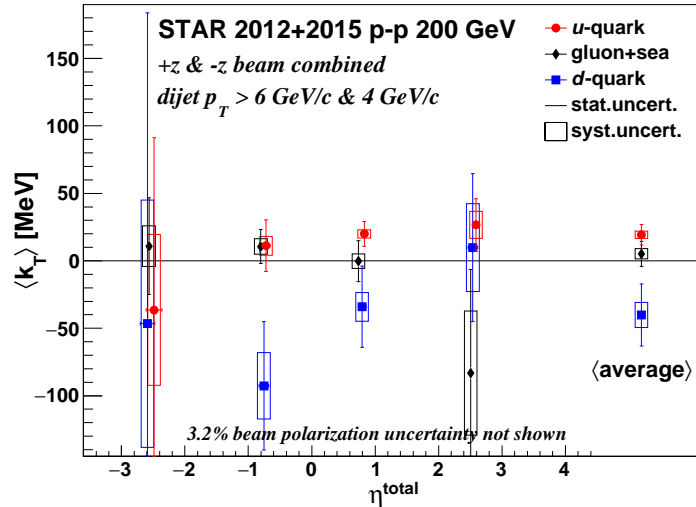 STAR 2012+2015 p-p 200 GeV
+z & -z beam combined
dijet p_T > 6 GeV/c & 4 GeV/c
u-quark
gluon+sea
d-quark
stat.uncert.
syst.uncert.
⟨k_T⟩ [MeV]
150
100
50
0
−50
−100
⟨average⟩
3.2% beam polarization uncertainty not shown
−3 −2 −1 0 1 2 3 4
η^total